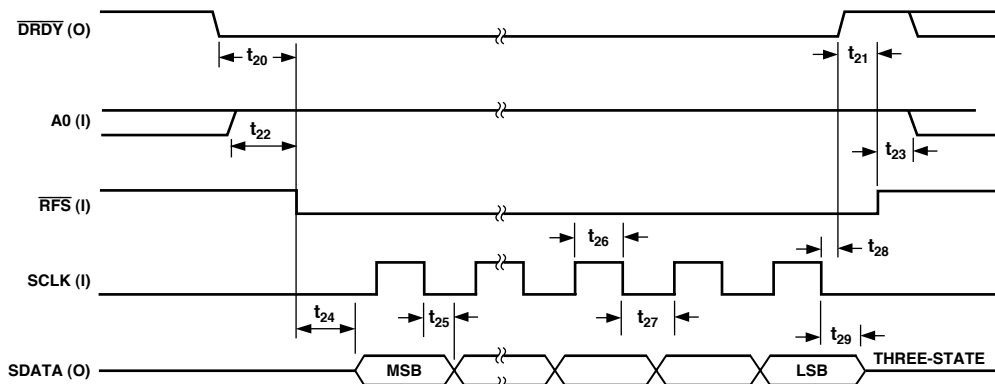 DRDY (O)
t20
t21
A0 (I)
t22
t23
RFS (I)
t26
t28
SCLK (I)
t24
t25
t27
t29
SDATA (O)
MSB
LSB
THREE-STATE